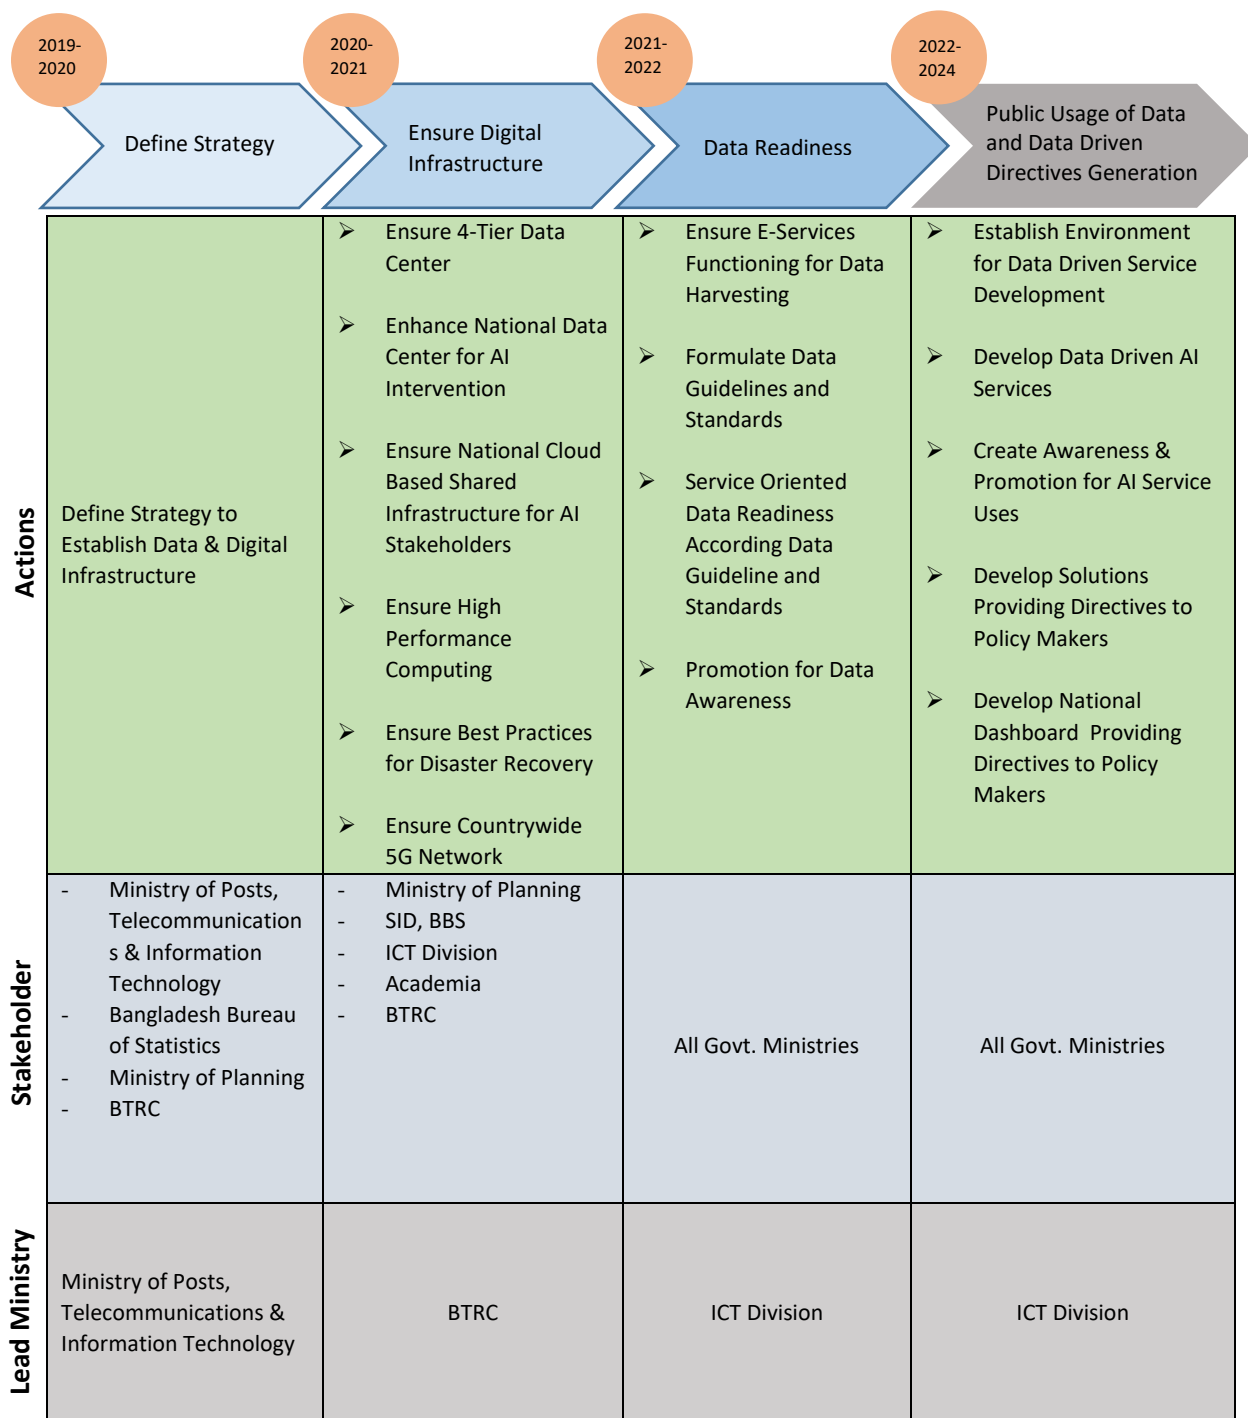 2019-
2020
2020-
2021
2021-
2022
2022-
2024
Define Strategy
Ensure Digital
Infrastructure
Data Readiness
Public Usage of Data
and Data Driven
Directives Generation
Actions
Define Strategy to
Establish Data & Digital
Infrastructure
➢ Ensure 4-Tier Data
Center
➢ Enhance National Data
Center for AI
Intervention
➢ Ensure National Cloud
Based Shared
Infrastructure for AI
Stakeholders
➢ Ensure High
Performance
Computing
➢ Ensure Best Practices
for Disaster Recovery
➢ Ensure Countrywide
5G Network
➢ Ensure E-Services
Functioning for Data
Harvesting
➢ Formulate Data
Guidelines and
Standards
➢ Service Oriented
Data Readiness
According Data
Guideline and
Standards
➢ Promotion for Data
Awareness
➢ Establish Environment
for Data Driven Service
Development
➢ Develop Data Driven AI
Services
➢ Create Awareness &
Promotion for AI Service
Uses
➢ Develop Solutions
Providing Directives to
Policy Makers
➢ Develop National
Dashboard Providing
Directives to Policy
Makers
Stakeholder
- Ministry of Posts,
Telecommunication
s & Information
Technology
- Bangladesh Bureau
of Statistics
- Ministry of Planning
- BTRC
- Ministry of Planning
- SID, BBS
- ICT Division
- Academia
- BTRC
All Govt. Ministries
All Govt. Ministries
Lead Ministry
Ministry of Posts,
Telecommunications &
Information Technology
BTRC
ICT Division
ICT Division